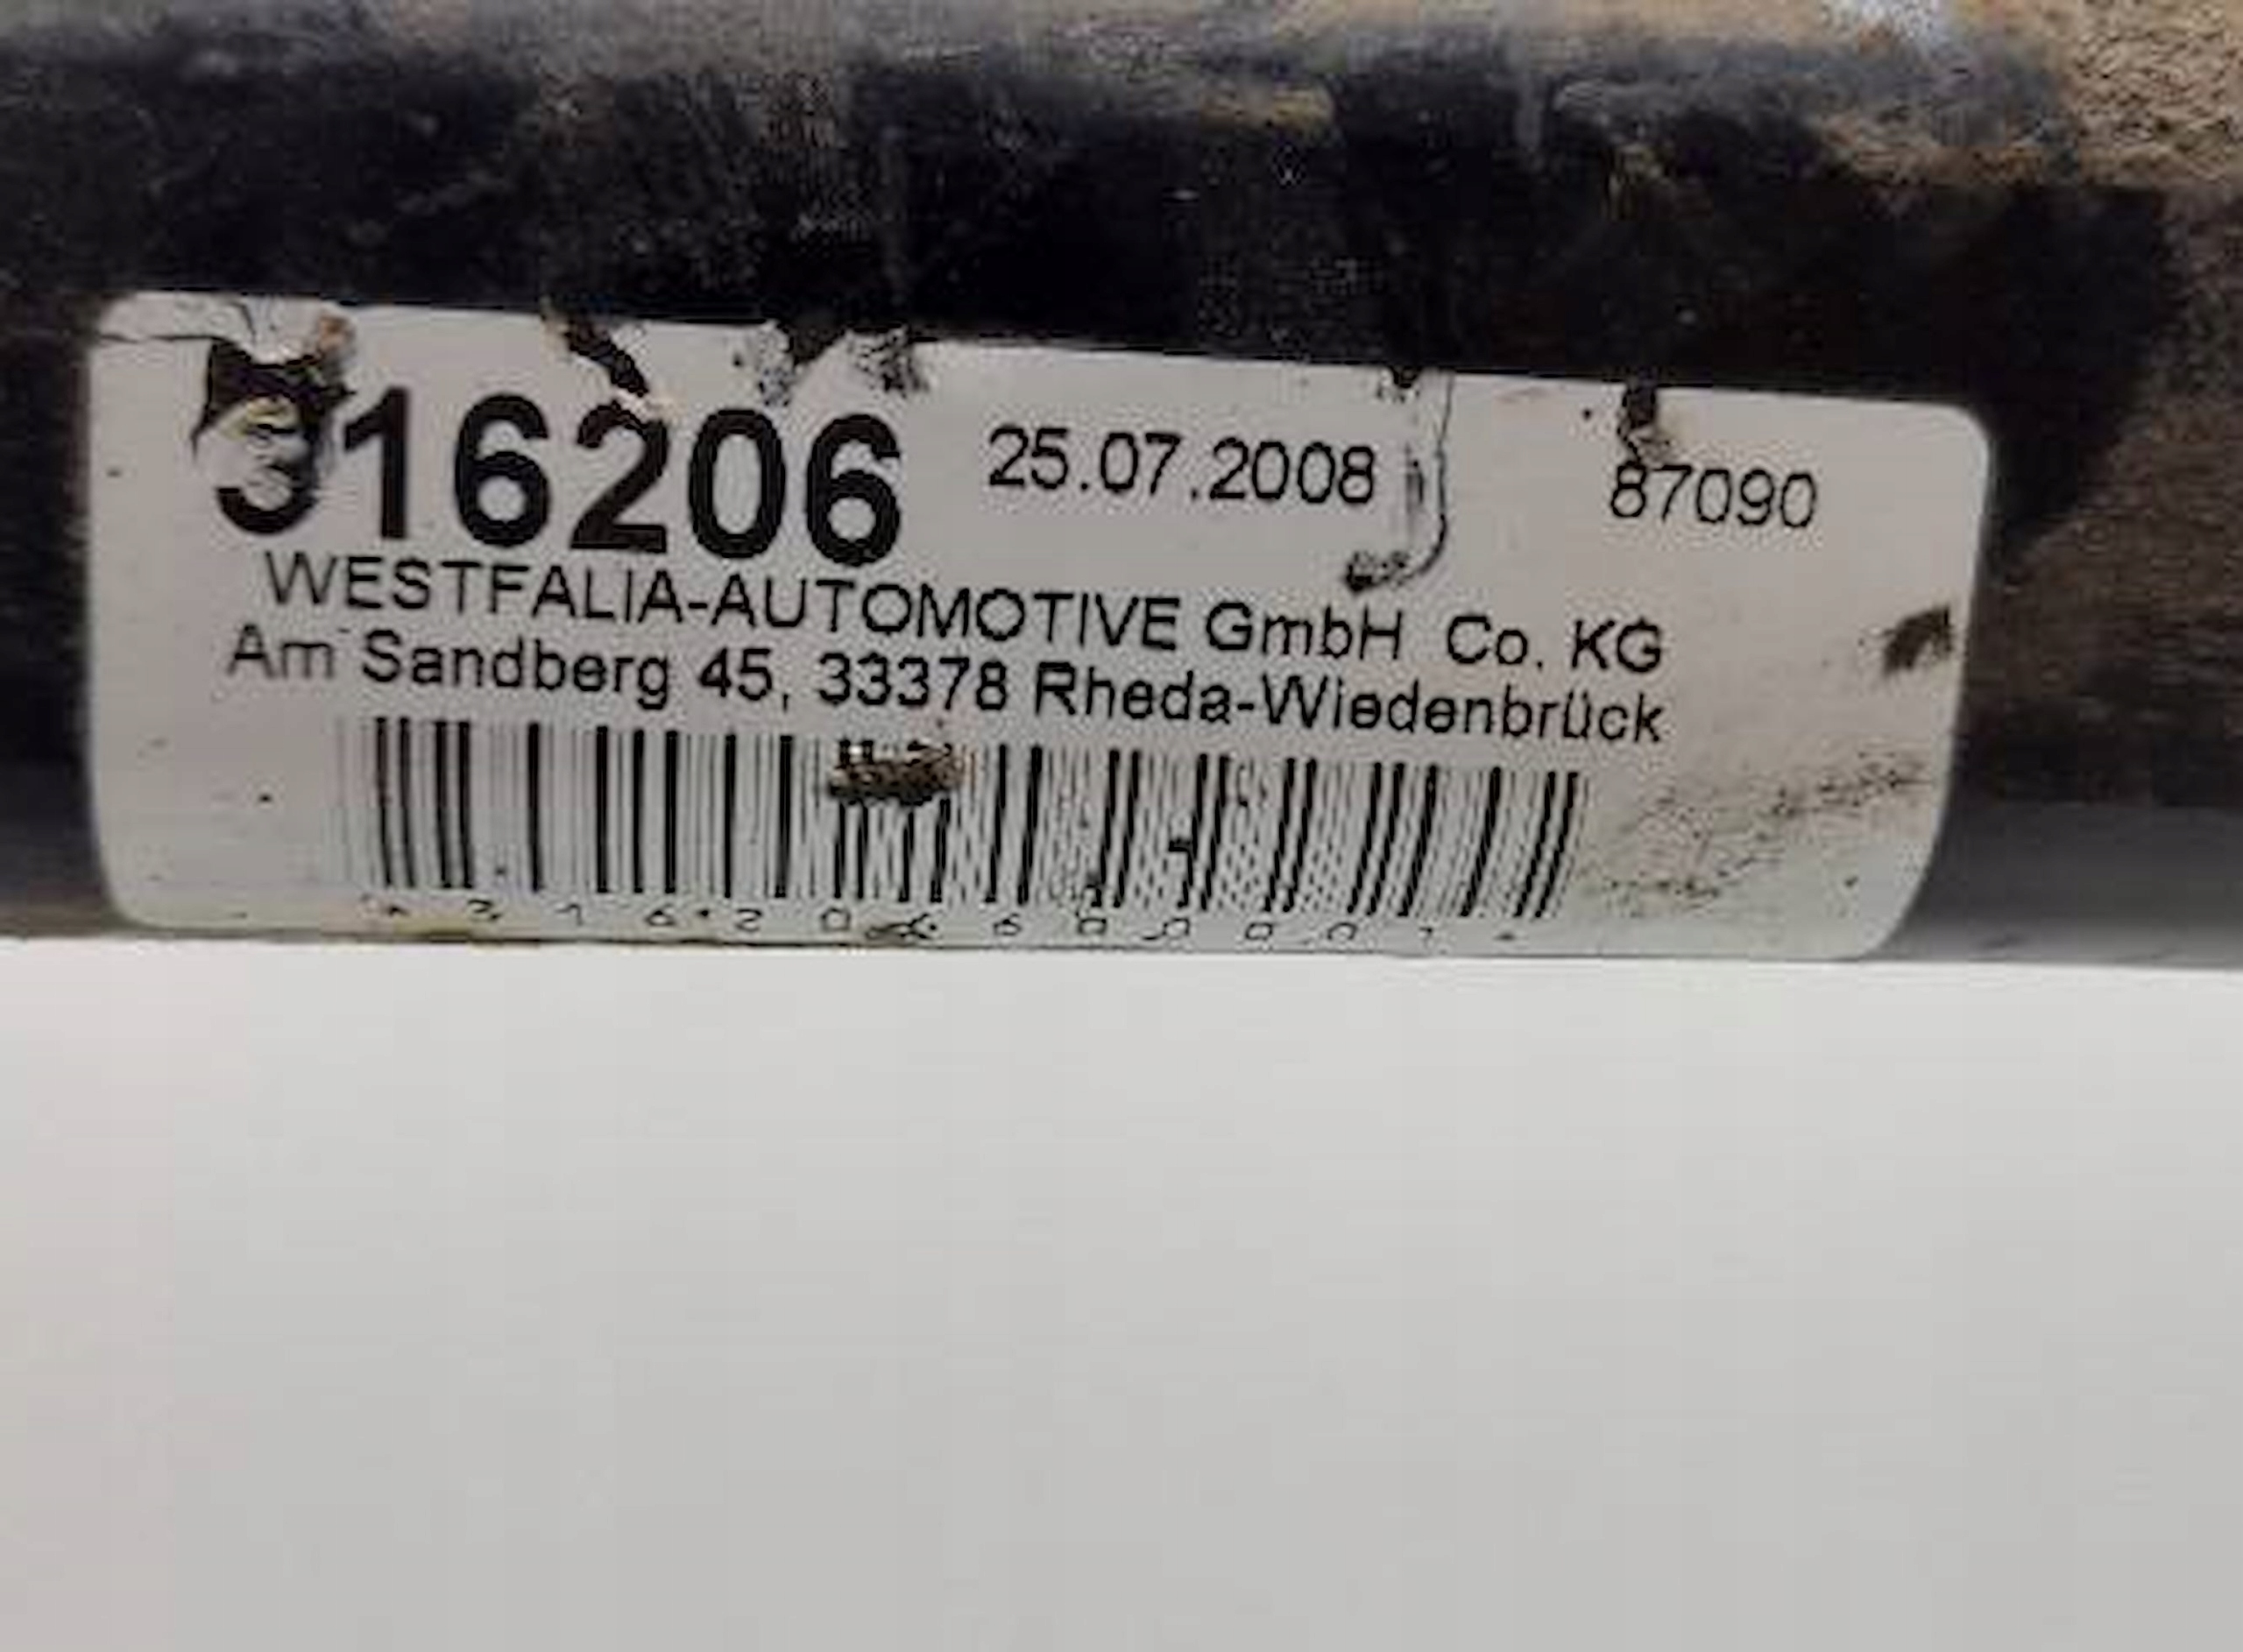 316206 25.07.2008 87090
WESTFALIA-AUTOMOTIVE GmbH Co. KG
Am Sandberg 45, 33378 Rheda-Wiedenbrück